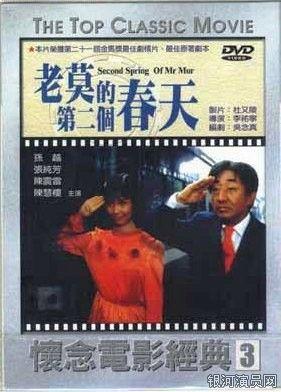 THE TOP CLASSIC MOVIE
★本片榮獲第二十一屆金馬獎最佳劇情片、最佳原著劇本
DVD
VIDEO
老莫的
Second Spring Of Mr Mur
第二個
春天
製片：杜又陵
導演：李祐寧
編劇：吳念真
孫越
張純芳
陳震雷
陳慧樓 主演
懷念電影經典 3
银河演员网